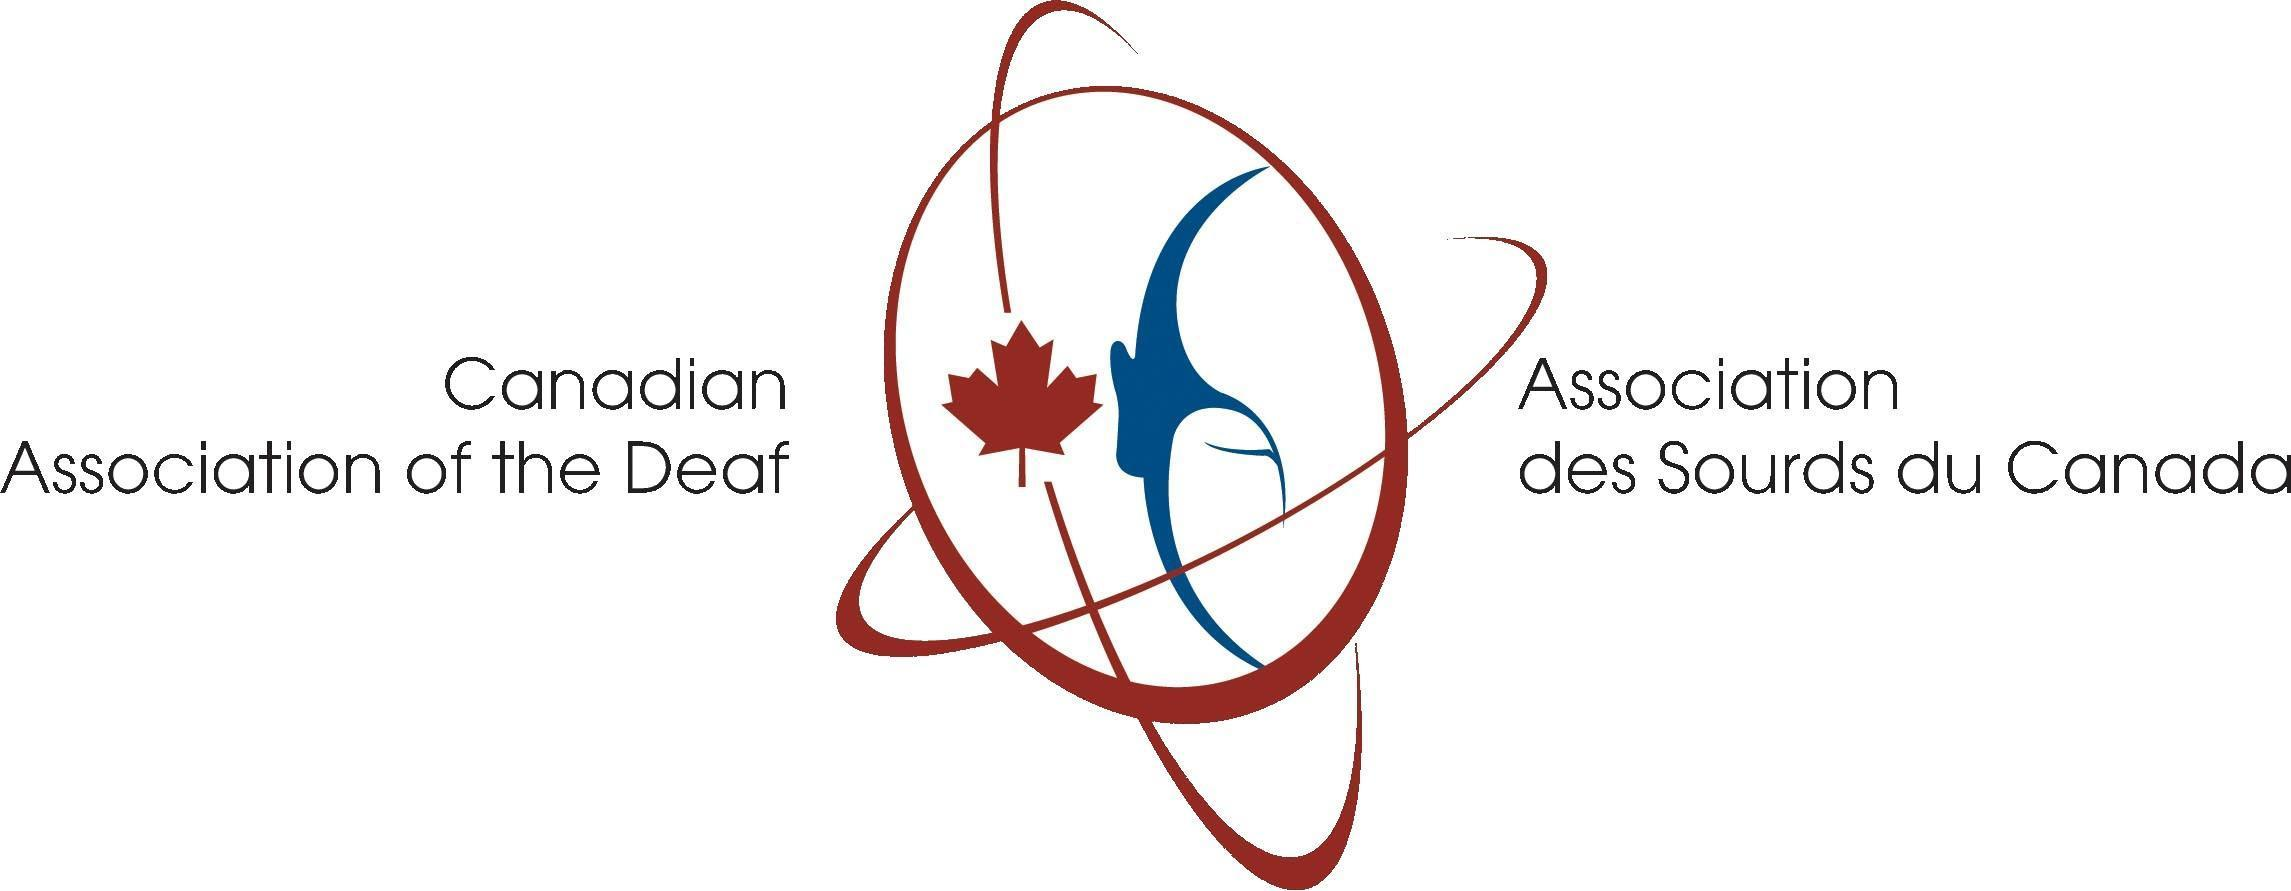 Canadian
Association of the Deaf
Association
des Sourds du Canada